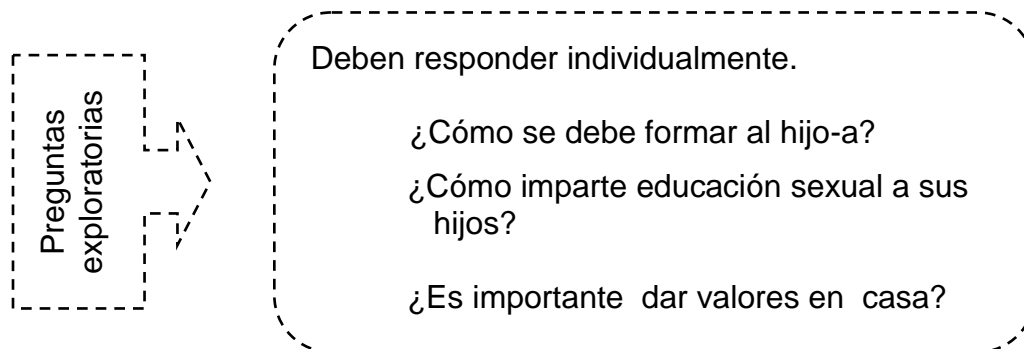 Preguntas
exploratorias
Deben responder individualmente.
¿Cómo se debe formar al hijo-a?
¿Cómo imparte educación sexual a sus
hijos?
¿Es importante dar valores en casa?